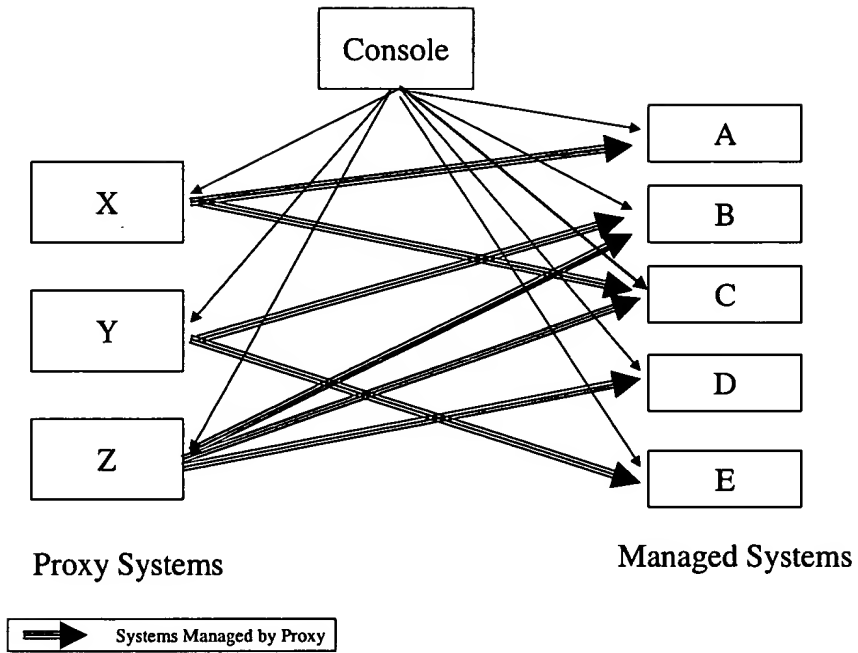 Console
A
X
B
C
Y
D
Z
E
Proxy Systems
Managed Systems
Systems Managed by Proxy